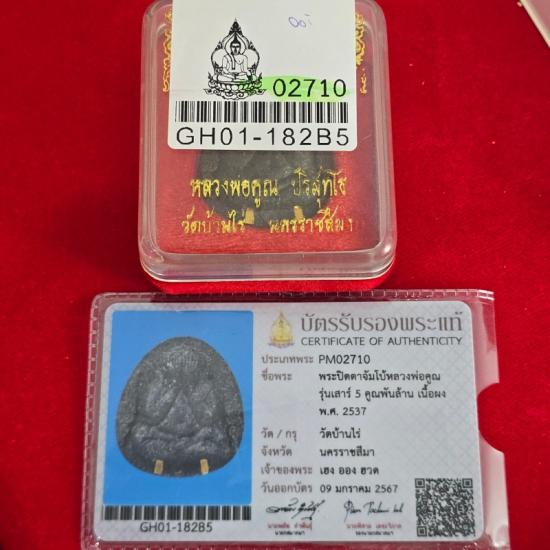 02710
GH01-182B5
หลวงพ่อคูณ ปริสุทโธ
วัดบ้านไร่ นครราชสีมา
บัตรรับรองพระแท้
CERTIFICATE OF AUTHENTICITY
ประเภทพระ PM02710
ชื่อพระ พระปิดตาจัมโบ้หลวงพ่อคูณ
รุ่นเสาร์ 5 คูณพันล้าน เนื้อผง
พ.ศ. 2537
วัด / กรุ วัดบ้านไร่
จังหวัด นครราชสีมา
เจ้าของพระ เฮง ออง ฮวด
วันออกบัตร 09 มกราคม 2567
GH01-182B5